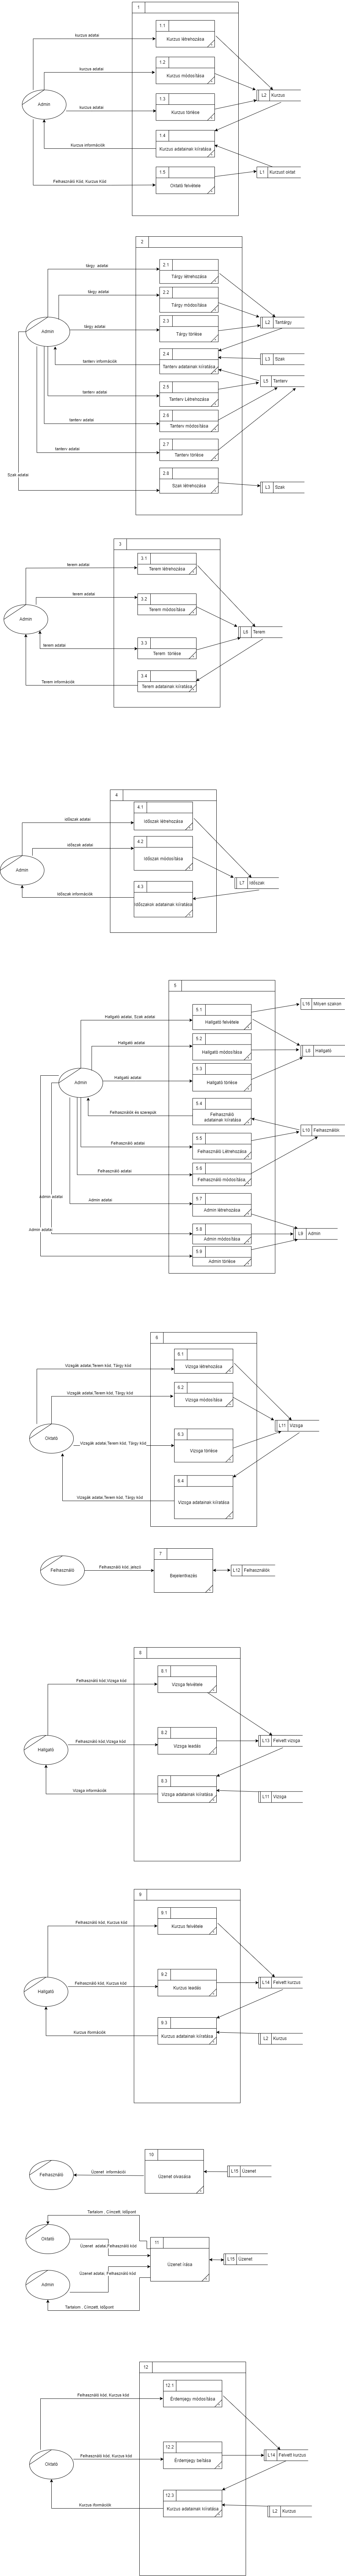 1
1.1
kurzus adatai
Kurzus létrehozása
1.2
kurzus adatai
Kurzus módosítása
Admin
1.3
L2 Kurzus
kurzus adatai
Kurzus törlése
1.4
Kurzus információk
Kurzus adatainak kiíratása
1.5
L1 Kurzust oktat
Felhasználó Kód, Kurzus Kód
Oktató felvétele
2
2.1
tárgy adatai
Tárgy létrehozása
2.2
tárgy adatai
Tárgy módosítása
2.3
L2 Tantárgy
Admin
tárgy adatai
Tárgy törlése
2.4
L3 Szak
tanterv információk
Tanterv adatainak kiíratása
L5 Tanterv
2.5
tanterv adatai
Tanterv Létrehozása
2.6
tanterv adatai
Tanterv módosítása
2.7
tanterv adatai
Tanterv törlése
2.8
Szak adatai
Szak létrehozása
L3 Szak
3
3.1
terem adatai
Terem létrehozása
3.2
terem adatai
Terem módosítása
Admin
L6 Terem
3.3
terem adatai
Terem törlése
3.4
Terem információk
Terem adatainak kiíratása
4
4.1
időszak adatai
időszak létrehozása
4.2
időszak adatai
időszak módosítása
Admin
L7 Időszak
4.3
Időszak információk
Időszakok adatainak kiíratása
5
5.1
L16 Milyen szakon
Hallgató adatai, Szak adatai
Hallgató felvétele
5.2
Hallgató adatai
Hallgató módosítása
L8 Hallgató
5.3
Admin
Hallgató adatai
Hallgató törlése
5.4
Felhasználók és szerepek
Felhasználó
adatainak kiíratása
L10 Felhasználók
5.5
Felhasználó adatai
Felhasználó Létrehozása
5.6
Felhasználó adatai
Felhasználó módosítása
5.7
Admin adatai
Admin adatai
Admin létrehozása
5.8
Admin adatai
Admin módosítása
L9 Admin
5.9
Admin törlése
6
6.1
Vizsgák adatai,Terem kód, Tárgy kód
Vizsga létrehozása
6.2
Vizsgák adatai,Terem kód, Tárgy kód
Vizsga módosítása
L11 Vizsga
Oktató
6.3
Vizsgák adatai,Terem kód, Tárgy kód
Vizsga törlése
6.4
Vizsgák adatai,Terem kód, Tárgy kód
Vizsga adatainak kiíratása
7
Felhasználó
Felhasználó kód, jelszó
Bejelentkezés
L12 Felhasználók
8
8.1
Felhasználó kód,Vizsga kód
Vizsga felvétele
8.2
Felhasználó kód,Vizsga kód
L13 Felvett vizsga
Hallgató
Vizsga leadás
8.3
Vizsga információk
Vizsga adatainak kiíratása
L11 Vizsga
9
9.1
Felhasználó kód, Kurzus kód
Kurzus felvétele
9.2
Felhasználó kód, Kurzus kód
L14 Felvett kurzus
Hallgató
Kurzus leadás
9.3
Kurzus iformációk
Kurzus adatainak kiíratása
L2 Kurzus
10
Felhasználó
Üzenet információi
Üzenet olvasása
L15 Üzenet
Tartalom , Címzett, Időpont
Oktató
11
Üzenet adatai,Felhasználó kód
Üzenet írása
L15 Üzenet
Admin
Üzenet adatai, Felhasználó kód
Tartalom , Címzett, Időpont
12
12.1
Felhasználó kód, Kurzus kód
Érdemjegy módosítása
12.2
Felhasználó kód, Kurzus kód
L14 Felvett kurzus
Oktató
Érdemjegy beítása
12.3
Kurzus iformációk
Kurzus adatainak kiíratása
L2 Kurzus